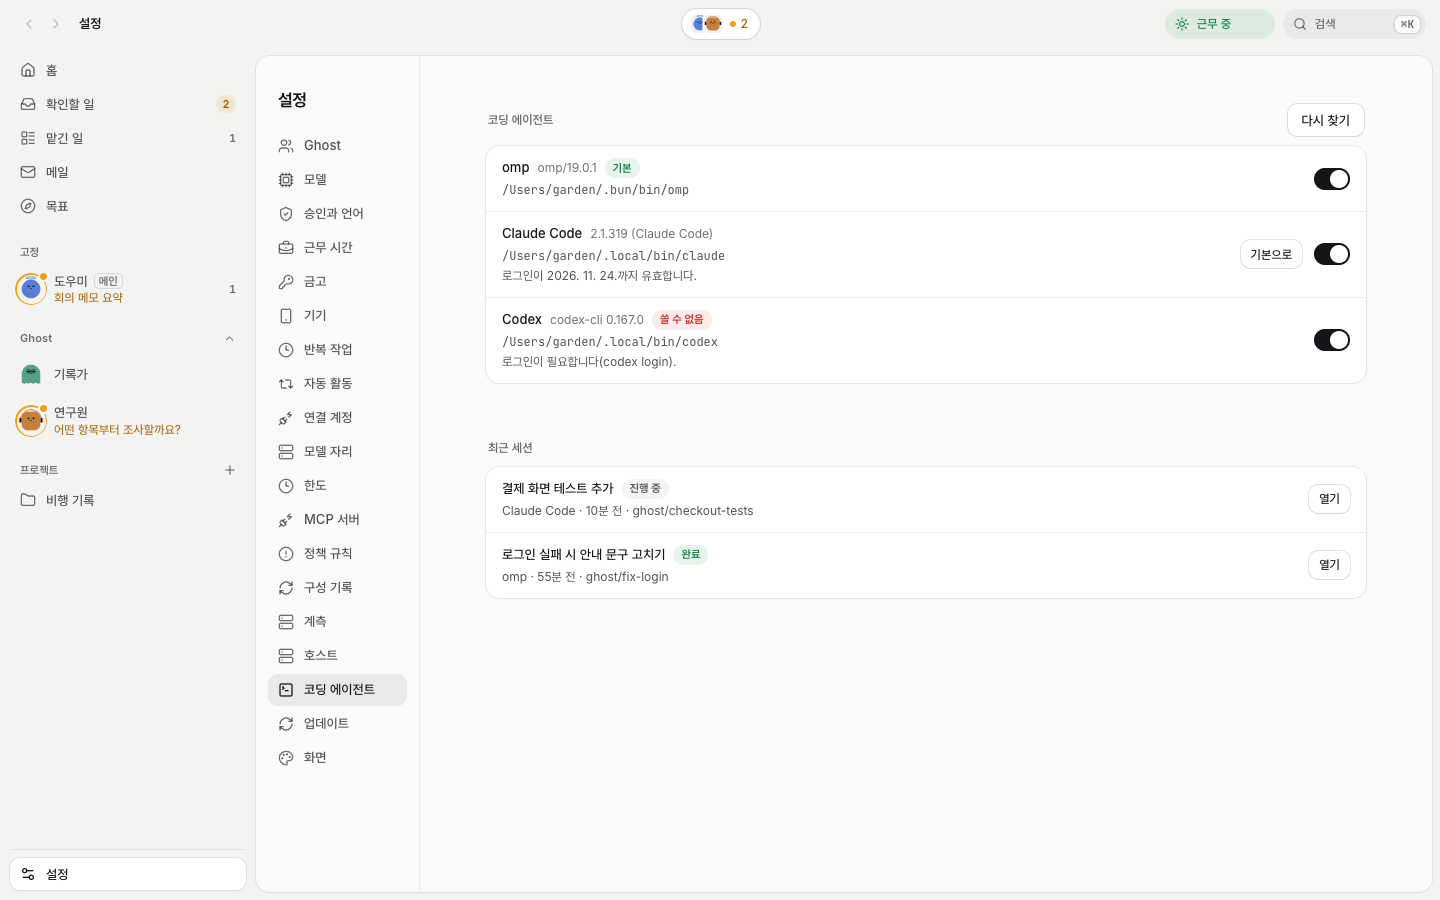 설정
2
근무 중
검색
⌘K
홈
확인할 일
2
맡긴 일
1
메일
목표
고정
도우미
메인
회의 메모 요약
1
Ghost
기록가
연구원
어떤 항목부터 조사할까요?
프로젝트
비행 기록
설정
설정
Ghost
모델
승인과 언어
근무 시간
금고
기기
반복 작업
자동 활동
연결 계정
모델 자리
한도
MCP 서버
정책 규칙
구성 기록
계측
호스트
코딩 에이전트
업데이트
화면
코딩 에이전트
다시 찾기
omp omp/19.0.1 기본
/Users/garden/.bun/bin/omp
Claude Code 2.1.319 (Claude Code)
/Users/garden/.local/bin/claude
로그인이 2026. 11. 24.까지 유효합니다.
기본으로
Codex codex-cli 0.167.0 쓸 수 없음
/Users/garden/.local/bin/codex
로그인이 필요합니다(codex login).
최근 세션
결제 화면 테스트 추가 진행 중
Claude Code · 10분 전 · ghost/checkout-tests
열기
로그인 실패 시 안내 문구 고치기 완료
omp · 55분 전 · ghost/fix-login
열기